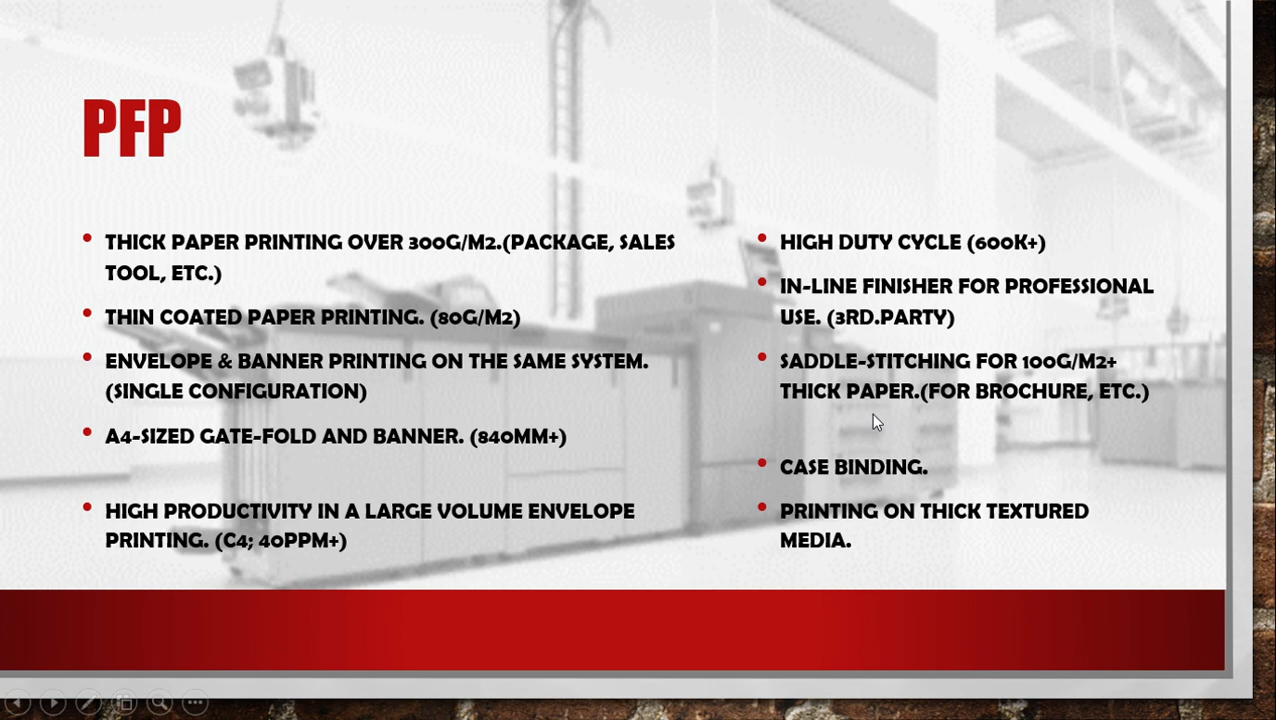 PFP
THICK PAPER PRINTING OVER 300G/M2.(PACKAGE, SALES
TOOL, ETC.)
THIN COATED PAPER PRINTING. (80G/M2)
ENVELOPE & BANNER PRINTING ON THE SAME SYSTEM.
(SINGLE CONFIGURATION)
A4-SIZED GATE-FOLD AND BANNER. (840MM+)
HIGH PRODUCTIVITY IN A LARGE VOLUME ENVELOPE
PRINTING. (C4; 40PPM+)
HIGH DUTY CYCLE (600K+)
IN-LINE FINISHER FOR PROFESSIONAL
USE. (3RD.PARTY)
SADDLE-STITCHING FOR 100G/M2+
THICK PAPER.(FOR BROCHURE, ETC.)
CASE BINDING.
PRINTING ON THICK TEXTURED
MEDIA.